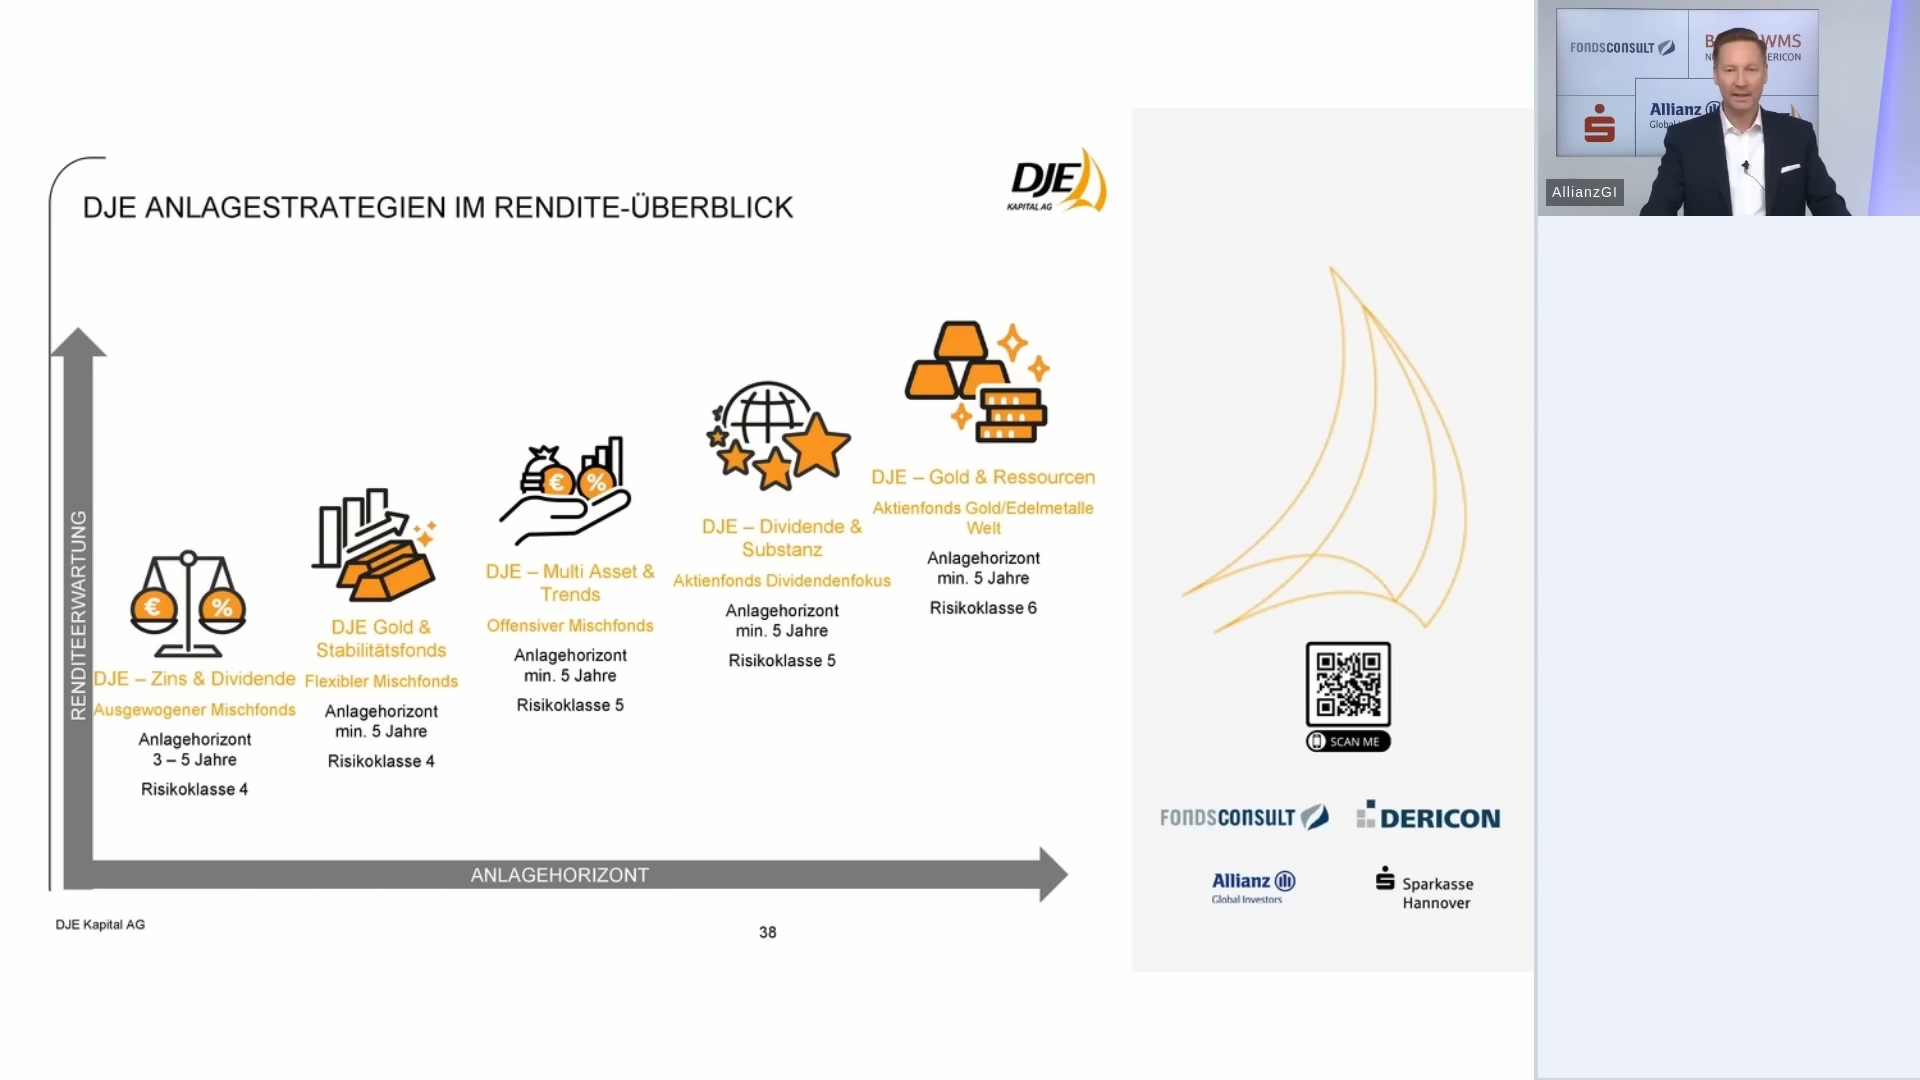 DJE ANLAGESTRATEGIEN IM RENDITE-ÜBERBLICK
DJE
KAPITAL AG
RENDITEERWARTUNG
€ %
DJE – Zins & Dividende
Ausgewogener Mischfonds
Anlagehorizont
3 – 5 Jahre
Risikoklasse 4
DJE Gold &
Stabilitätsfonds
Flexibler Mischfonds
Anlagehorizont
min. 5 Jahre
Risikoklasse 4
€ %
DJE – Multi Asset &
Trends
Offensiver Mischfonds
Anlagehorizont
min. 5 Jahre
Risikoklasse 5
DJE – Dividende &
Substanz
Aktienfonds Dividendenfokus
Anlagehorizont
min. 5 Jahre
Risikoklasse 5
DJE – Gold & Ressourcen
Aktienfonds Gold/Edelmetalle
Welt
Anlagehorizont
min. 5 Jahre
Risikoklasse 6
ANLAGEHORIZONT
DJE Kapital AG
38
SCAN ME
FONDSCONSULT
DERICON
Allianz
Global Investors
Sparkasse
Hannover
FONDSCONSULT
WMS
ERICON
Allianz
AllianzGI